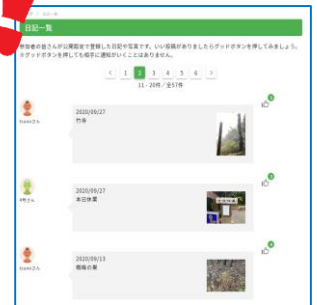 日記一覧
参加者の皆さんが公開設定で登録した日記や写真です。いい投稿がありましたらグッドボタンを押してみましょう。
※グッドボタンを押しても相手に通知がいくことはありません。
< 1 2 3 4 5 6 >
11 - 20件／全57件
2020/09/27
竹寺
2020/09/27
本日休業
4号さん
2020/09/13